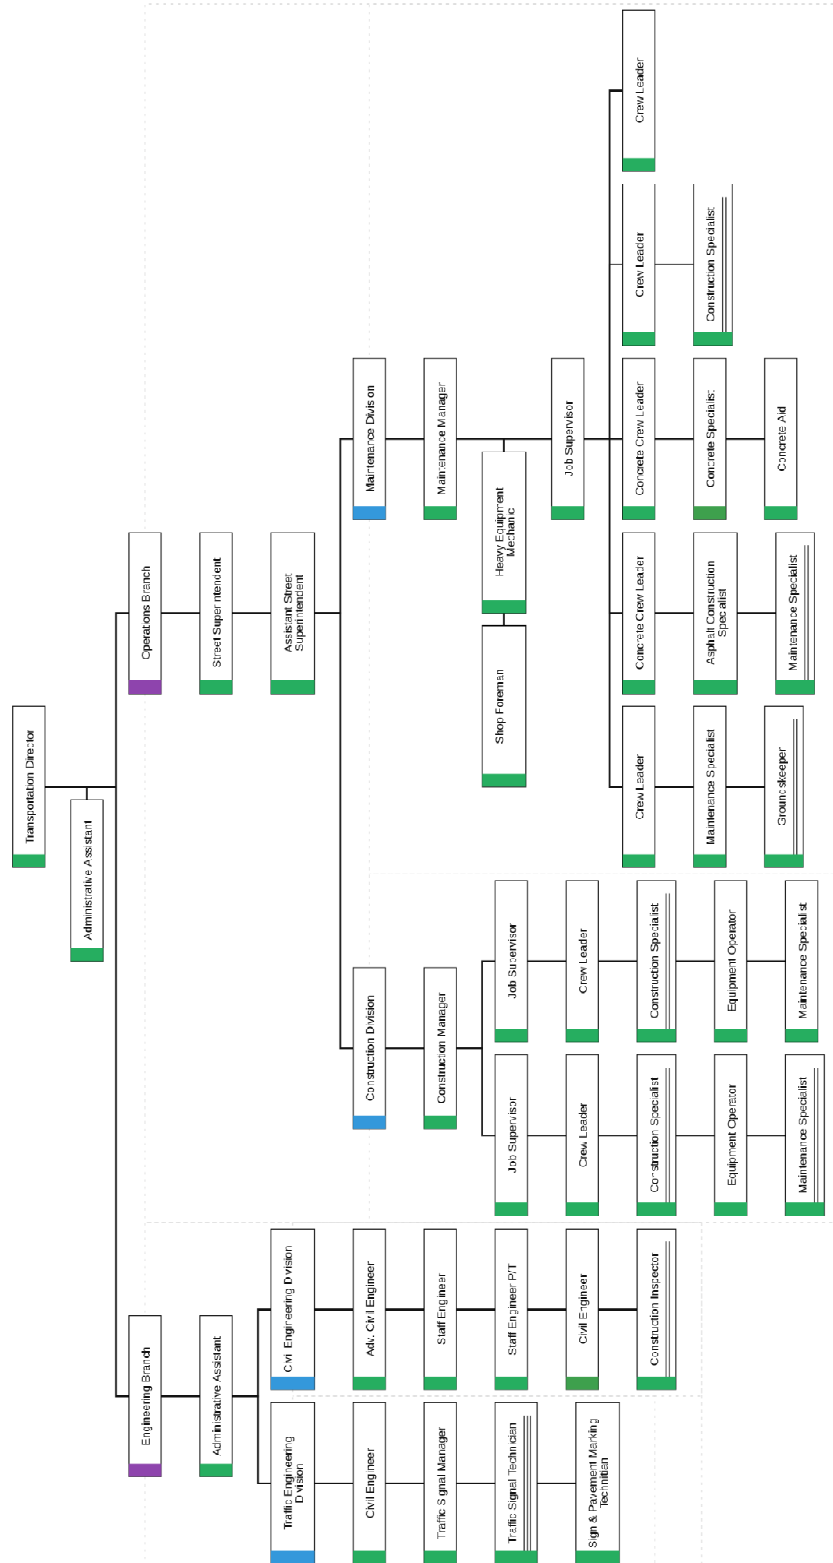 Transportation Director
Administrative Assistant
Engineering Branch
Administrative Assistant
Traffic Engineering
Division
Civil Engineer
Traffic Signal Manager
Traffic Signal Technician
Sign & Pavement Marking
Technitian
Civil Engineering Division
Adv. Civil Engineer
Staff Engineer
Staff Engineer P/T
Civil Engineer
Construction Inspector
Operations Branch
Street Superintendent
Assistant Street
Superintendent
Construction Division
Construction Manager
Job Supervisor
Crew Leader
Construction Specialist
Equipment Operator
Maintenance Specialist
Job Supervisor
Crew Leader
Construction Specialist
Equipment Operator
Maintenance Specialist
Maintenance Division
Maintenance Manager
Shop Foreman
Heavy Equipment
Mechanic
Job Supervisor
Crew Leader
Maintenance Specialist
Groundskeeper
Concrete Crew Leader
Asphalt Construction
Specialist
Maintenance Specialist
Concrete Crew Leader
Concrete Specialist
Concrete Aid
Crew Leader
Construction Specialist
Crew Leader